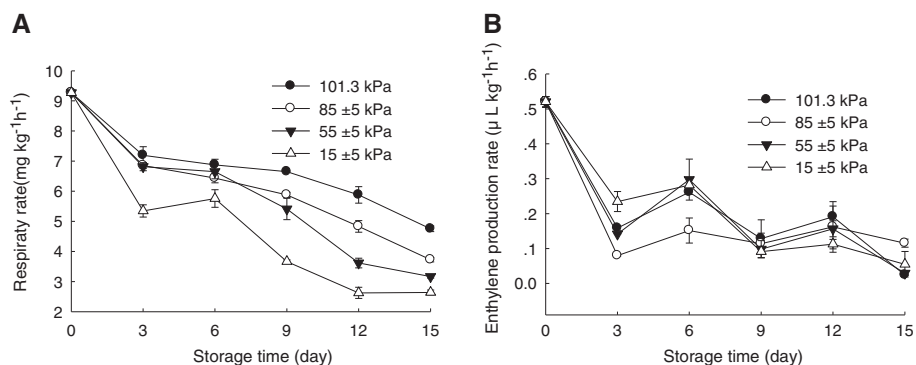 A
Respiraty rate(mg kg-1h-1)
10
9
8
7
6
5
4
3
2
0 3 6 9 12 15
Storage time (day)
101.3 kPa
85 ±5 kPa
55 ±5 kPa
15 ±5 kPa
B
Enthylene production rate (µ L kg-1h-1)
.6
.5
.4
.3
.2
.1
0.0
0 3 6 9 12 15
Storage time (day)
101.3 kPa
85 ±5 kPa
55 ±5 kPa
15 ±5 kPa